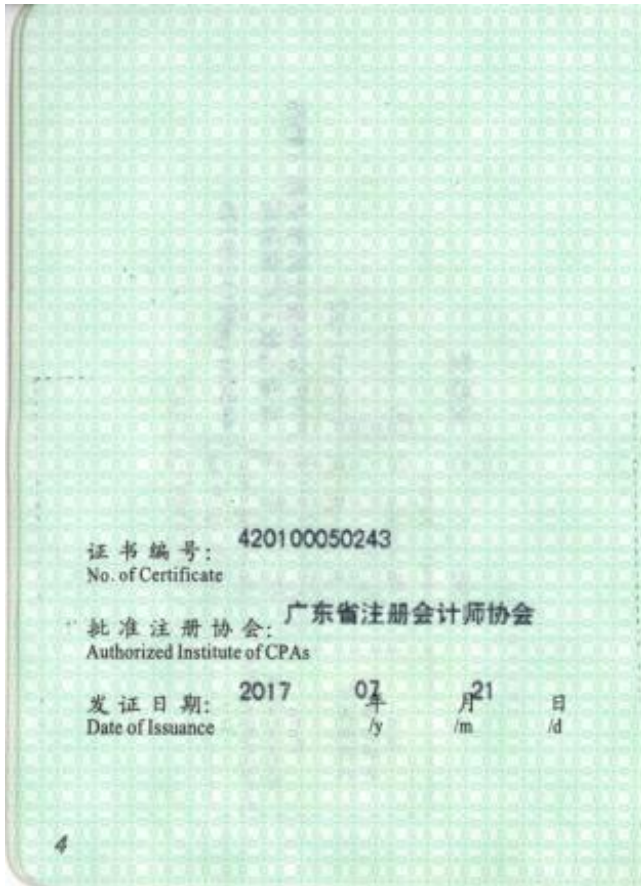 证书编号: 420100050243
No. of Certificate
批准注册协会: 广东省注册会计师协会
Authorized Institute of CPAs
发证日期: 2017 年 07 月 21 日
Date of Issuance /y /m /d
4